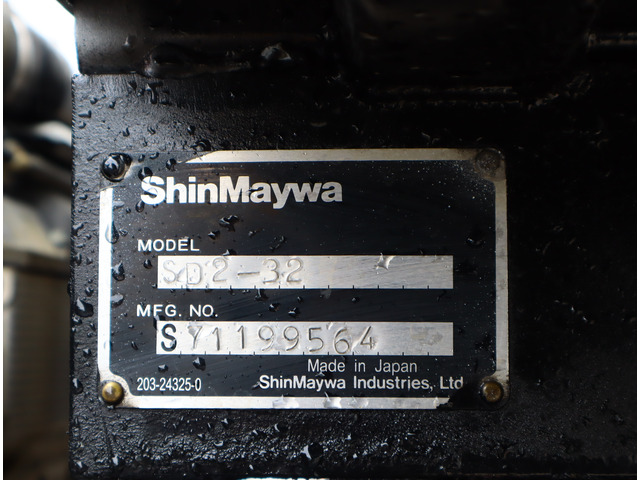 ShinMaywa
MODEL
SD2-32
MFG. NO.
SY1199564
Made in Japan
203-24325-0 ShinMaywa Industries, Ltd